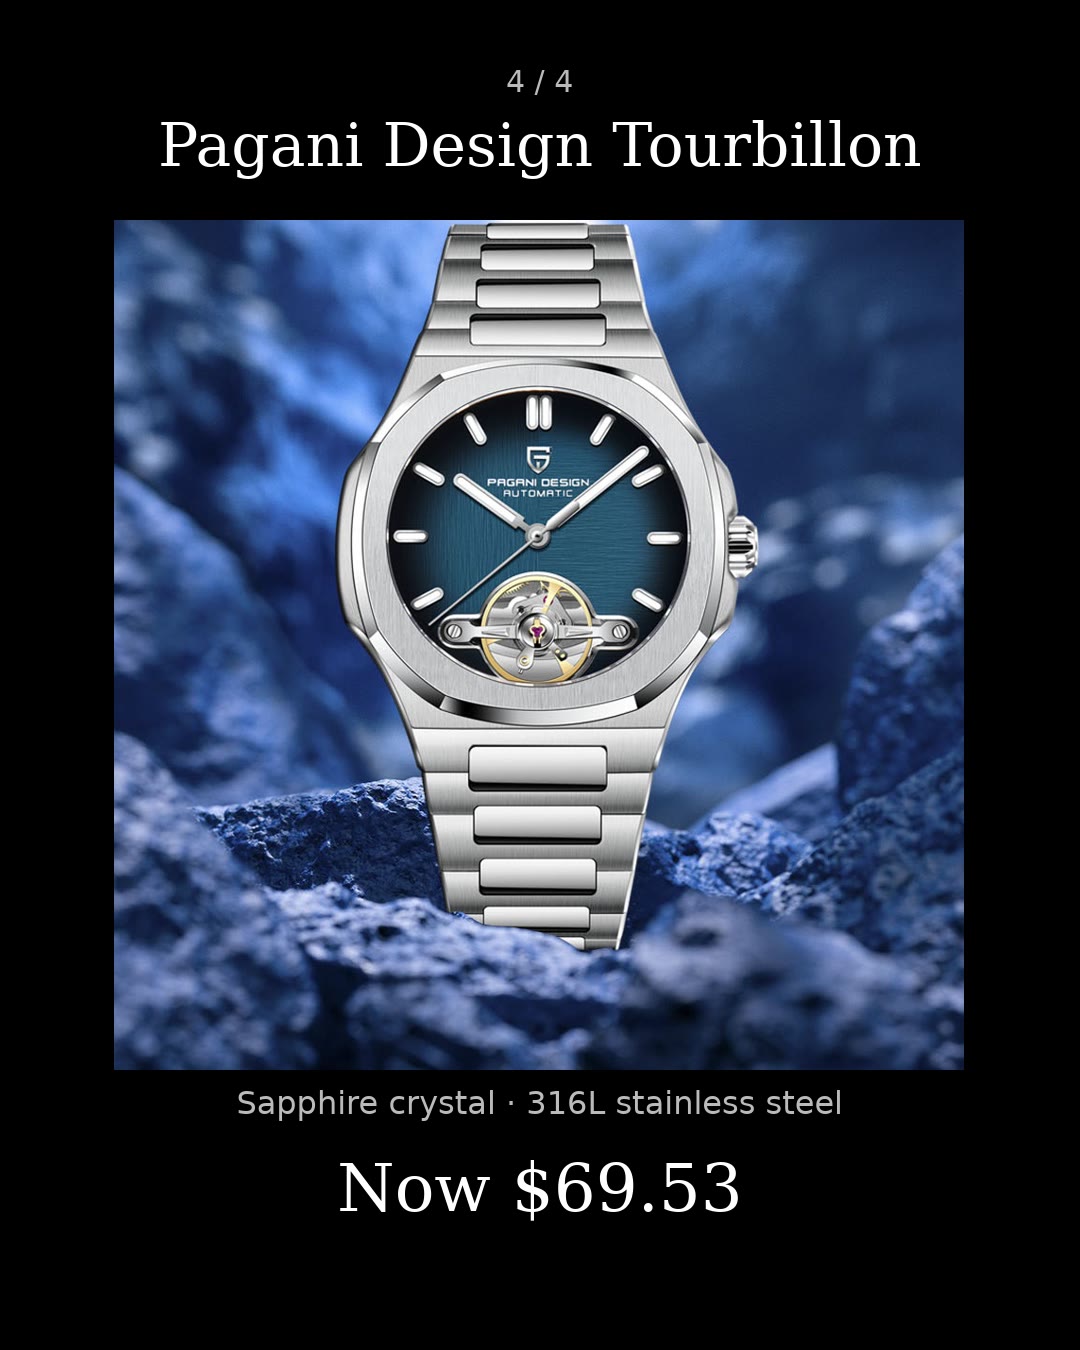 4 / 4
Pagani Design Tourbillon
PAGANI DESIGN
AUTOMATIC
Sapphire crystal · 316L stainless steel
Now $69.53